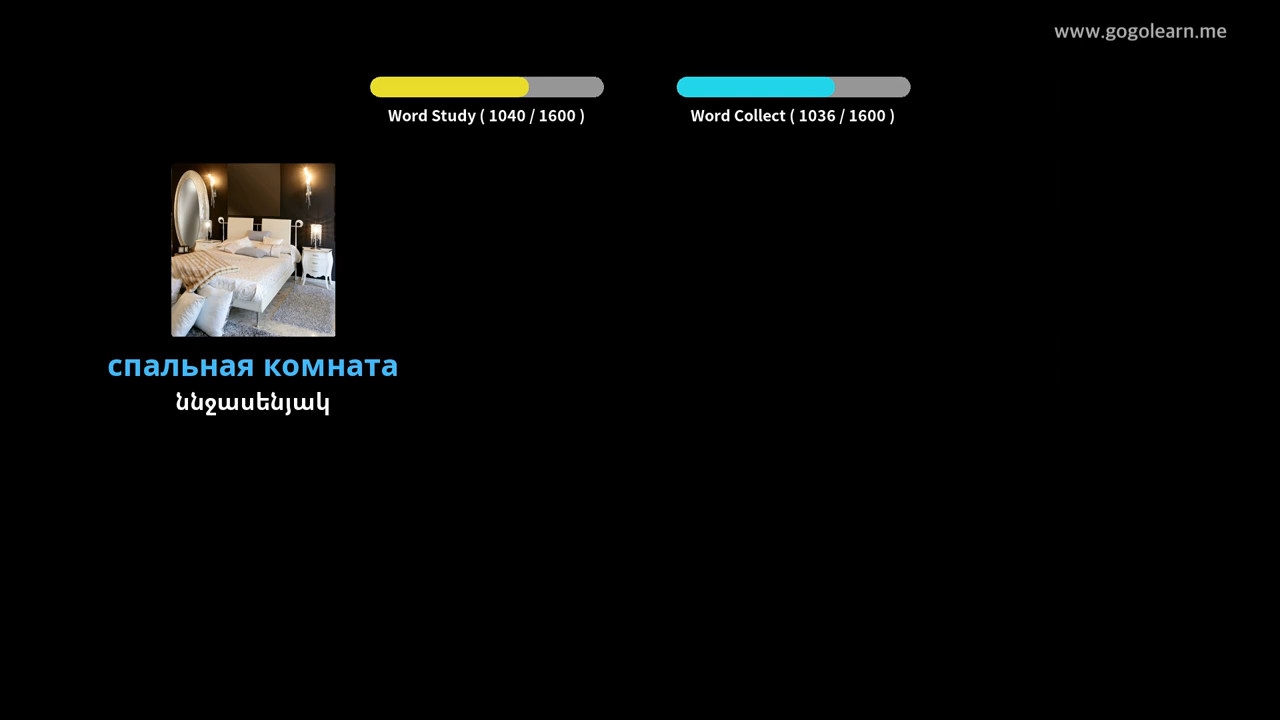 www.gogolearn.me
Word Study ( 1040 / 1600 )
Word Collect ( 1036 / 1600 )
спальная комната
ննջասենյակ